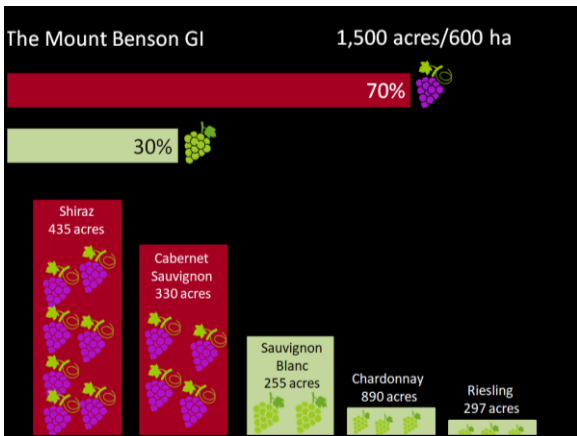 The Mount Benson GI
1,500 acres/600 ha
70%
30%
Shiraz
435 acres
Cabernet
Sauvignon
330 acres
Sauvignon
Blanc
255 acres
Chardonnay
890 acres
Riesling
297 acres